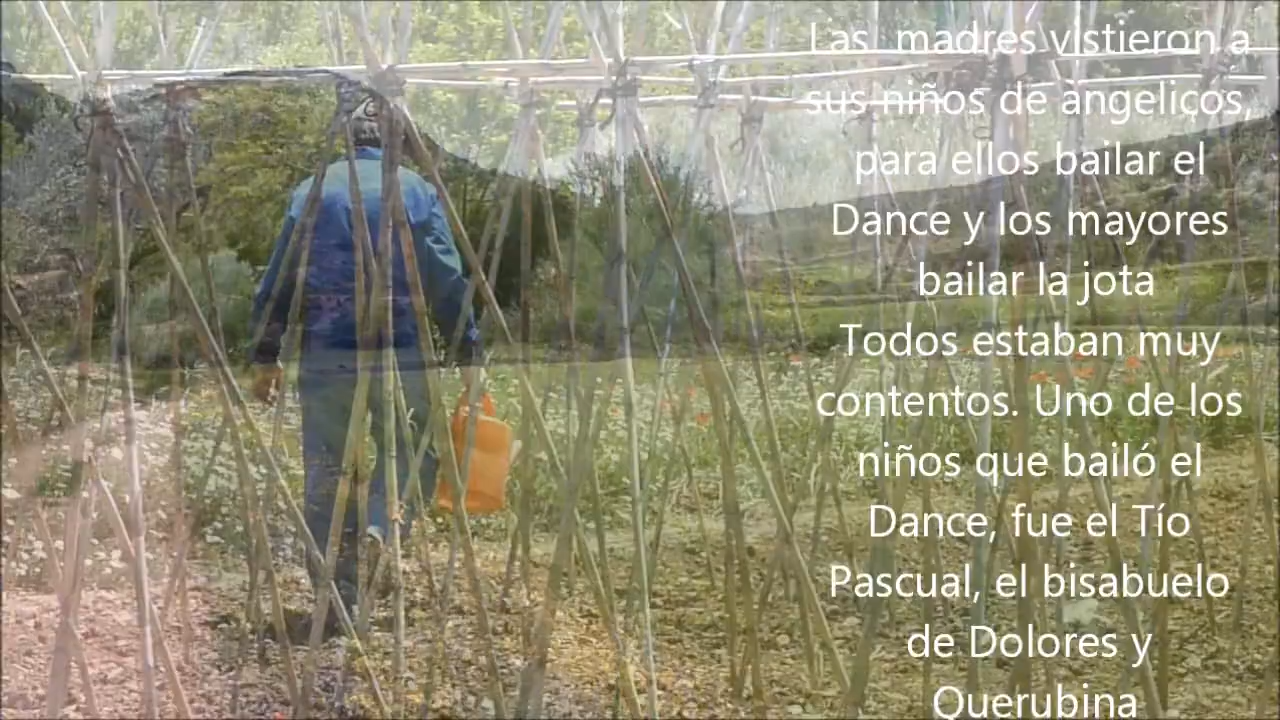 Las madres vistieron a
sus niños de angelicos,
para ellos bailar el
Dance y los mayores
bailar la jota
Todos estaban muy
contentos. Uno de los
niños que bailó el
Dance, fue el Tío
Pascual, el bisabuelo
de Dolores y
Querubina